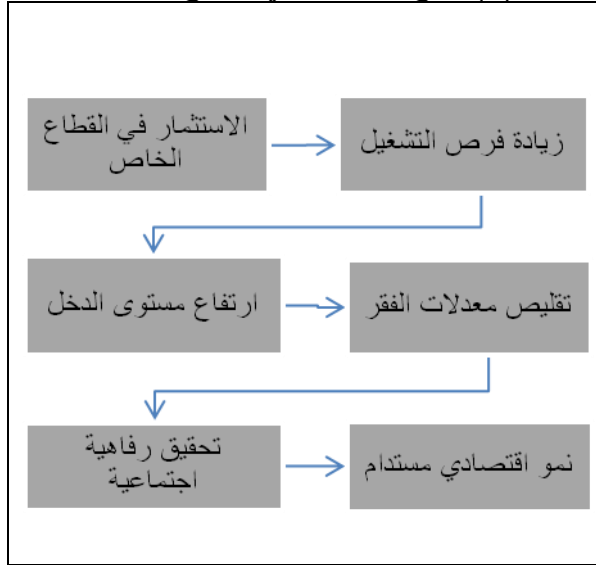 الاستثمار في القطاع
الخاص
زيادة فرص التشغيل
ارتفاع مستوى الدخل
تقليص معدلات الفقر
تحقيق رفاهية
اجتماعية
نمو اقتصادي مستدام